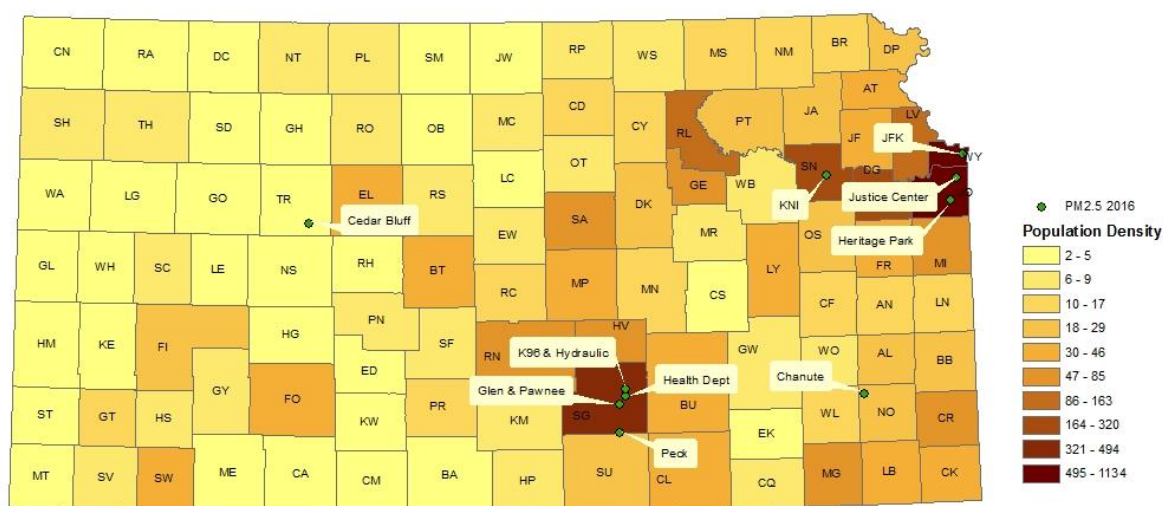 CN
RA
DC
NT
PL
SM
JW
RP
WS
MS
NM
BR
DP
SH
TH
SD
GH
RO
OB
MC
CD
CY
RL
PT
JA
AT
JF
LV
JFK
WY
WA
LG
GO
TR
Cedar Bluff
EL
RS
LC
OT
EW
SA
DK
GE
WB
SN
KNI
DG
Justice Center
Heritage Park
GL
WH
SC
LE
NS
RH
BT
RC
MP
MN
MR
CS
LY
OS
FR
MI
HM
KE
FI
HG
PN
SF
RN
HV
K96 & Hydraulic
Glen & Pawnee
Health Dept
GW
CF
AN
LN
WO
AL
BB
Chanute
ST
GT
HS
GY
FO
ED
KW
PR
KM
SG
Peck
BU
EK
WL
NO
CR
MT
SV
SW
ME
CA
CM
BA
HP
SU
CL
CQ
MG
LB
CK
PM2.5 2016
Population Density
2 - 5
6 - 9
10 - 17
18 - 29
30 - 46
47 - 85
86 - 163
164 - 320
321 - 494
495 - 1134